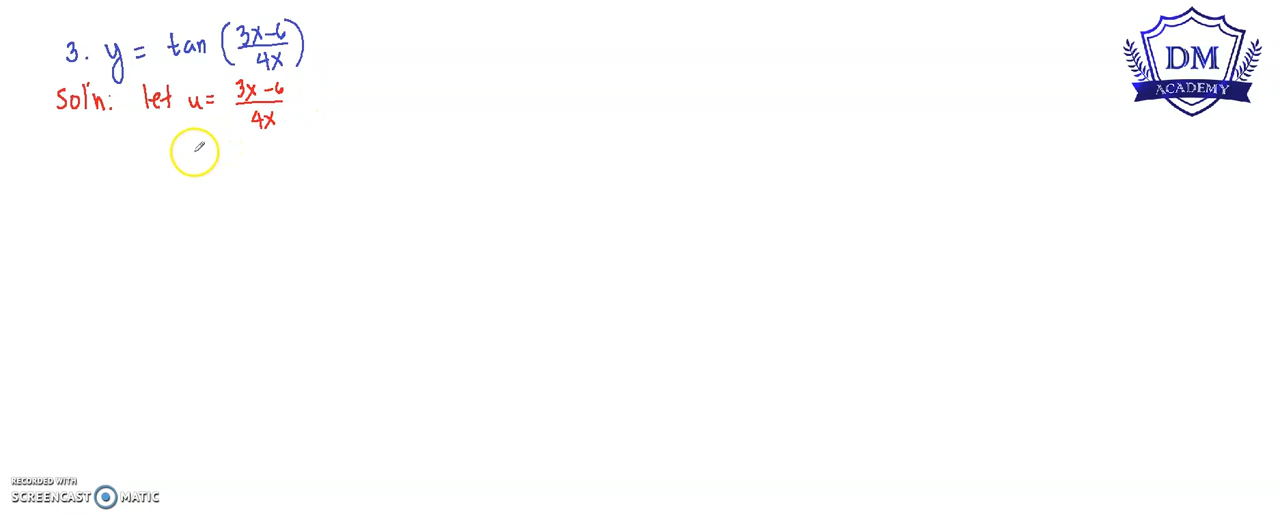 3. y = tan (3x-6/4x)
Sol'n: let u = 3x-6/4x
DM
ACADEMY
RECORDED WITH
SCREENCAST MATIC